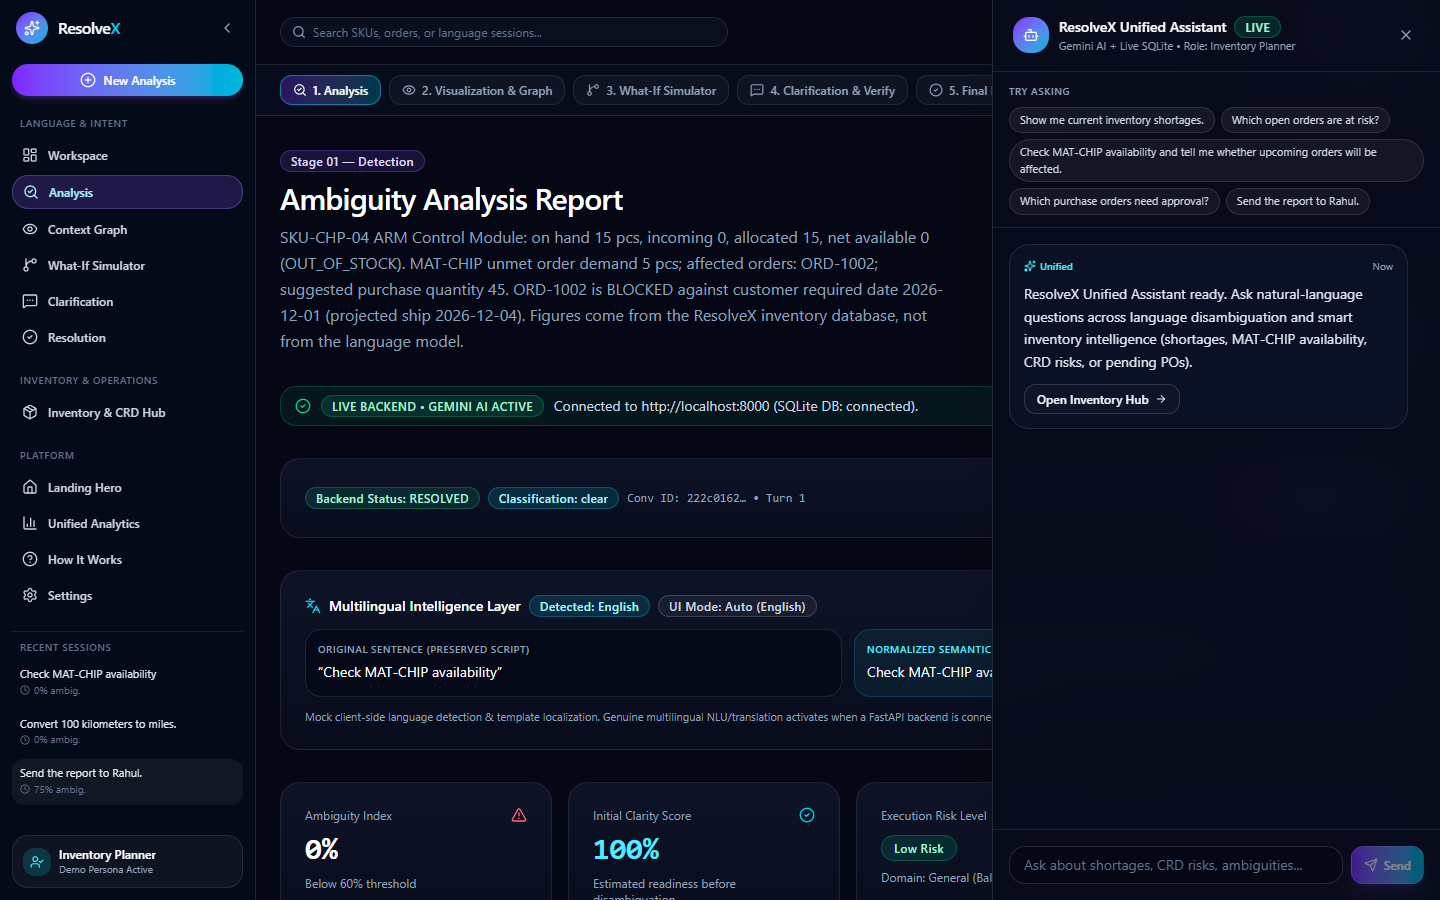 ResolveX
New Analysis
LANGUAGE & INTENT
Workspace
Analysis
Context Graph
What-If Simulator
Clarification
Resolution
INVENTORY & OPERATIONS
Inventory & CRD Hub
PLATFORM
Landing Hero
Unified Analytics
How It Works
Settings
RECENT SESSIONS
Check MAT-CHIP availability
0% ambig.
Convert 100 kilometers to miles.
0% ambig.
Send the report to Rahul.
75% ambig.
Inventory Planner
Demo Persona Active
Search SKUs, orders, or language sessions...
1. Analysis
2. Visualization & Graph
3. What-If Simulator
4. Clarification & Verify
5. Final
Stage 01 — Detection
Ambiguity Analysis Report
SKU-CHP-04 ARM Control Module: on hand 15 pcs, incoming 0, allocated 15, net available 0
(OUT_OF_STOCK). MAT-CHIP unmet order demand 5 pcs; affected orders: ORD-1002;
suggested purchase quantity 45. ORD-1002 is BLOCKED against customer required date 2026-
12-01 (projected ship 2026-12-04). Figures come from the ResolveX inventory database, not
from the language model.
LIVE BACKEND • GEMINI AI ACTIVE Connected to http://localhost:8000 (SQLite DB: connected).
Backend Status: RESOLVED Classification: clear Conv ID: 222c0162… • Turn 1
Multilingual Intelligence Layer Detected: English UI Mode: Auto (English)
ORIGINAL SENTENCE (PRESERVED SCRIPT)
“Check MAT-CHIP availability”
NORMALIZED SEMANTIC
Check MAT-CHIP ava
Mock client-side language detection & template localization. Genuine multilingual NLU/translation activates when a FastAPI backend is conne
Ambiguity Index
0%
Below 60% threshold
Initial Clarity Score
100%
Estimated readiness before
disambiguation
Execution Risk Level
Low Risk
Domain: General (Bal
ResolveX Unified Assistant LIVE
Gemini AI + Live SQLite • Role: Inventory Planner
TRY ASKING
Show me current inventory shortages.
Which open orders are at risk?
Check MAT-CHIP availability and tell me whether upcoming orders will be
affected.
Which purchase orders need approval?
Send the report to Rahul.
Unified Now
ResolveX Unified Assistant ready. Ask natural-language
questions across language disambiguation and smart
inventory intelligence (shortages, MAT-CHIP availability,
CRD risks, or pending POs).
Open Inventory Hub →
Ask about shortages, CRD risks, ambiguities...
Send